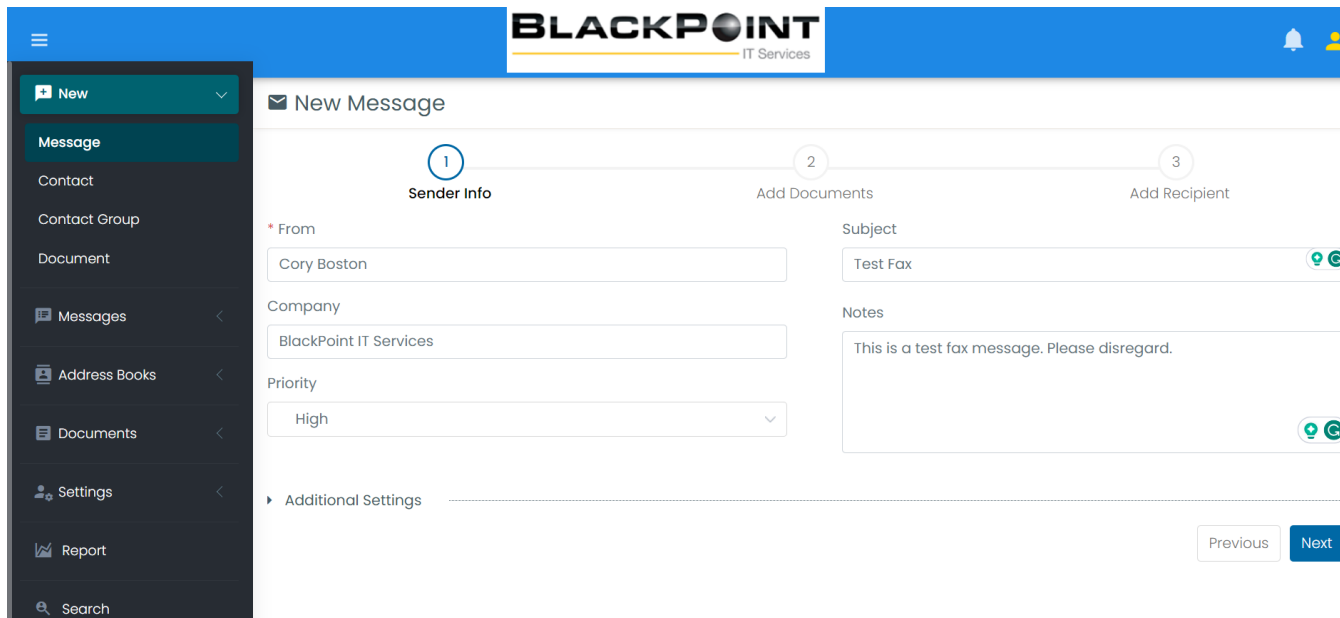 BLACKPOINT
IT Services
New
Message
Contact
Contact Group
Document
Messages
Address Books
Documents
Settings
Report
Search
New Message
1
2
3
Sender Info
Add Documents
Add Recipient
* From
Cory Boston
Company
BlackPoint IT Services
Priority
High
Subject
Test Fax
Notes
This is a test fax message. Please disregard.
Additional Settings
Previous
Next